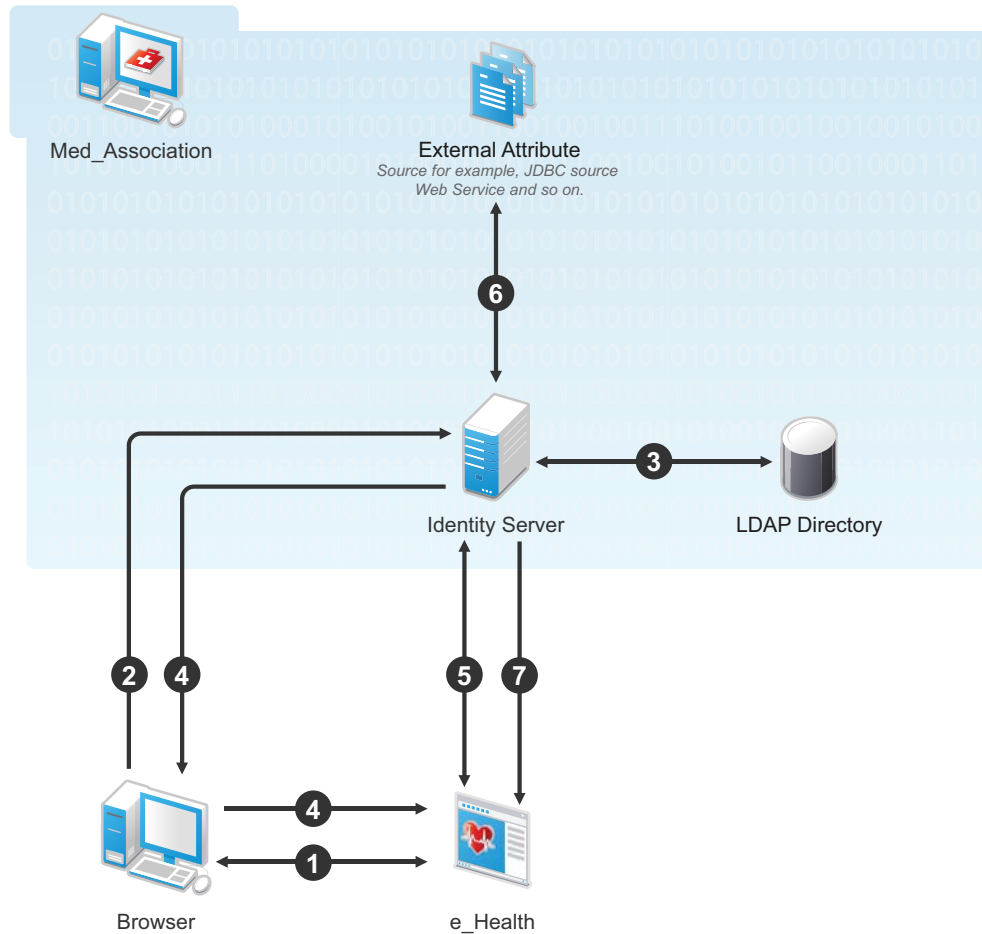 Med_Association
External Attribute
Source for example, JDBC source
Web Service and so on.
6
3
Identity Server
LDAP Directory
2
4
5
7
4
1
Browser
e_Health